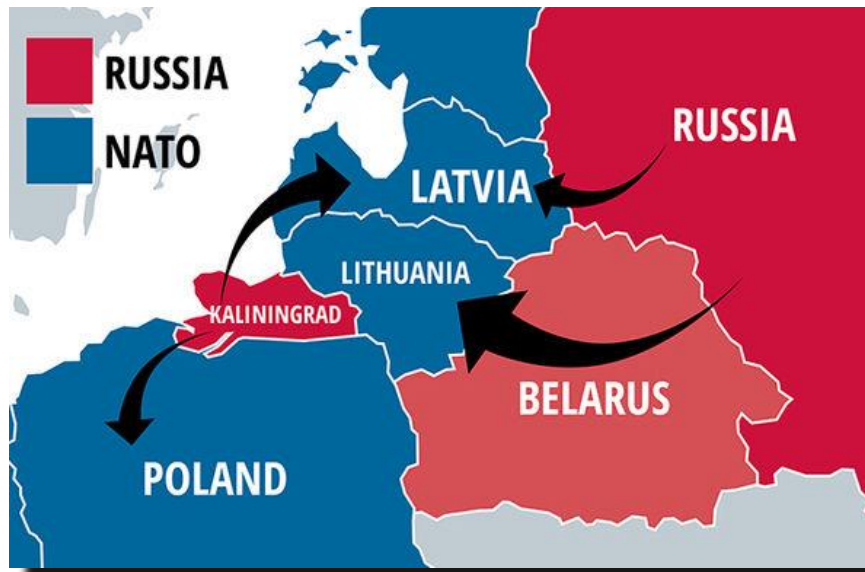 RUSSIA
NATO
RUSSIA
LATVIA
LITHUANIA
KALININGRAD
BELARUS
POLAND